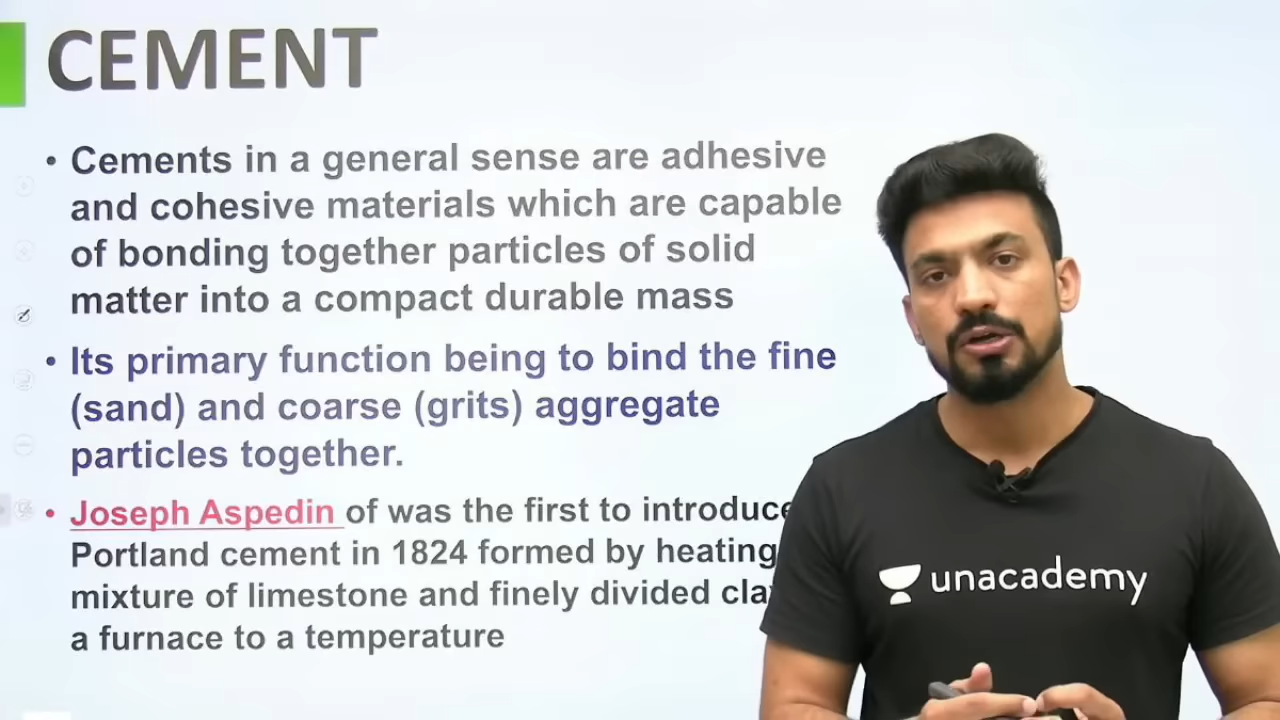 CEMENT
• Cements in a general sense are adhesive
and cohesive materials which are capable
of bonding together particles of solid
matter into a compact durable mass
• Its primary function being to bind the fine
(sand) and coarse (grits) aggregate
particles together.
• Joseph Aspedin of was the first to introduce
Portland cement in 1824 formed by heating
mixture of limestone and finely divided
a furnace to a temperature
unacademy